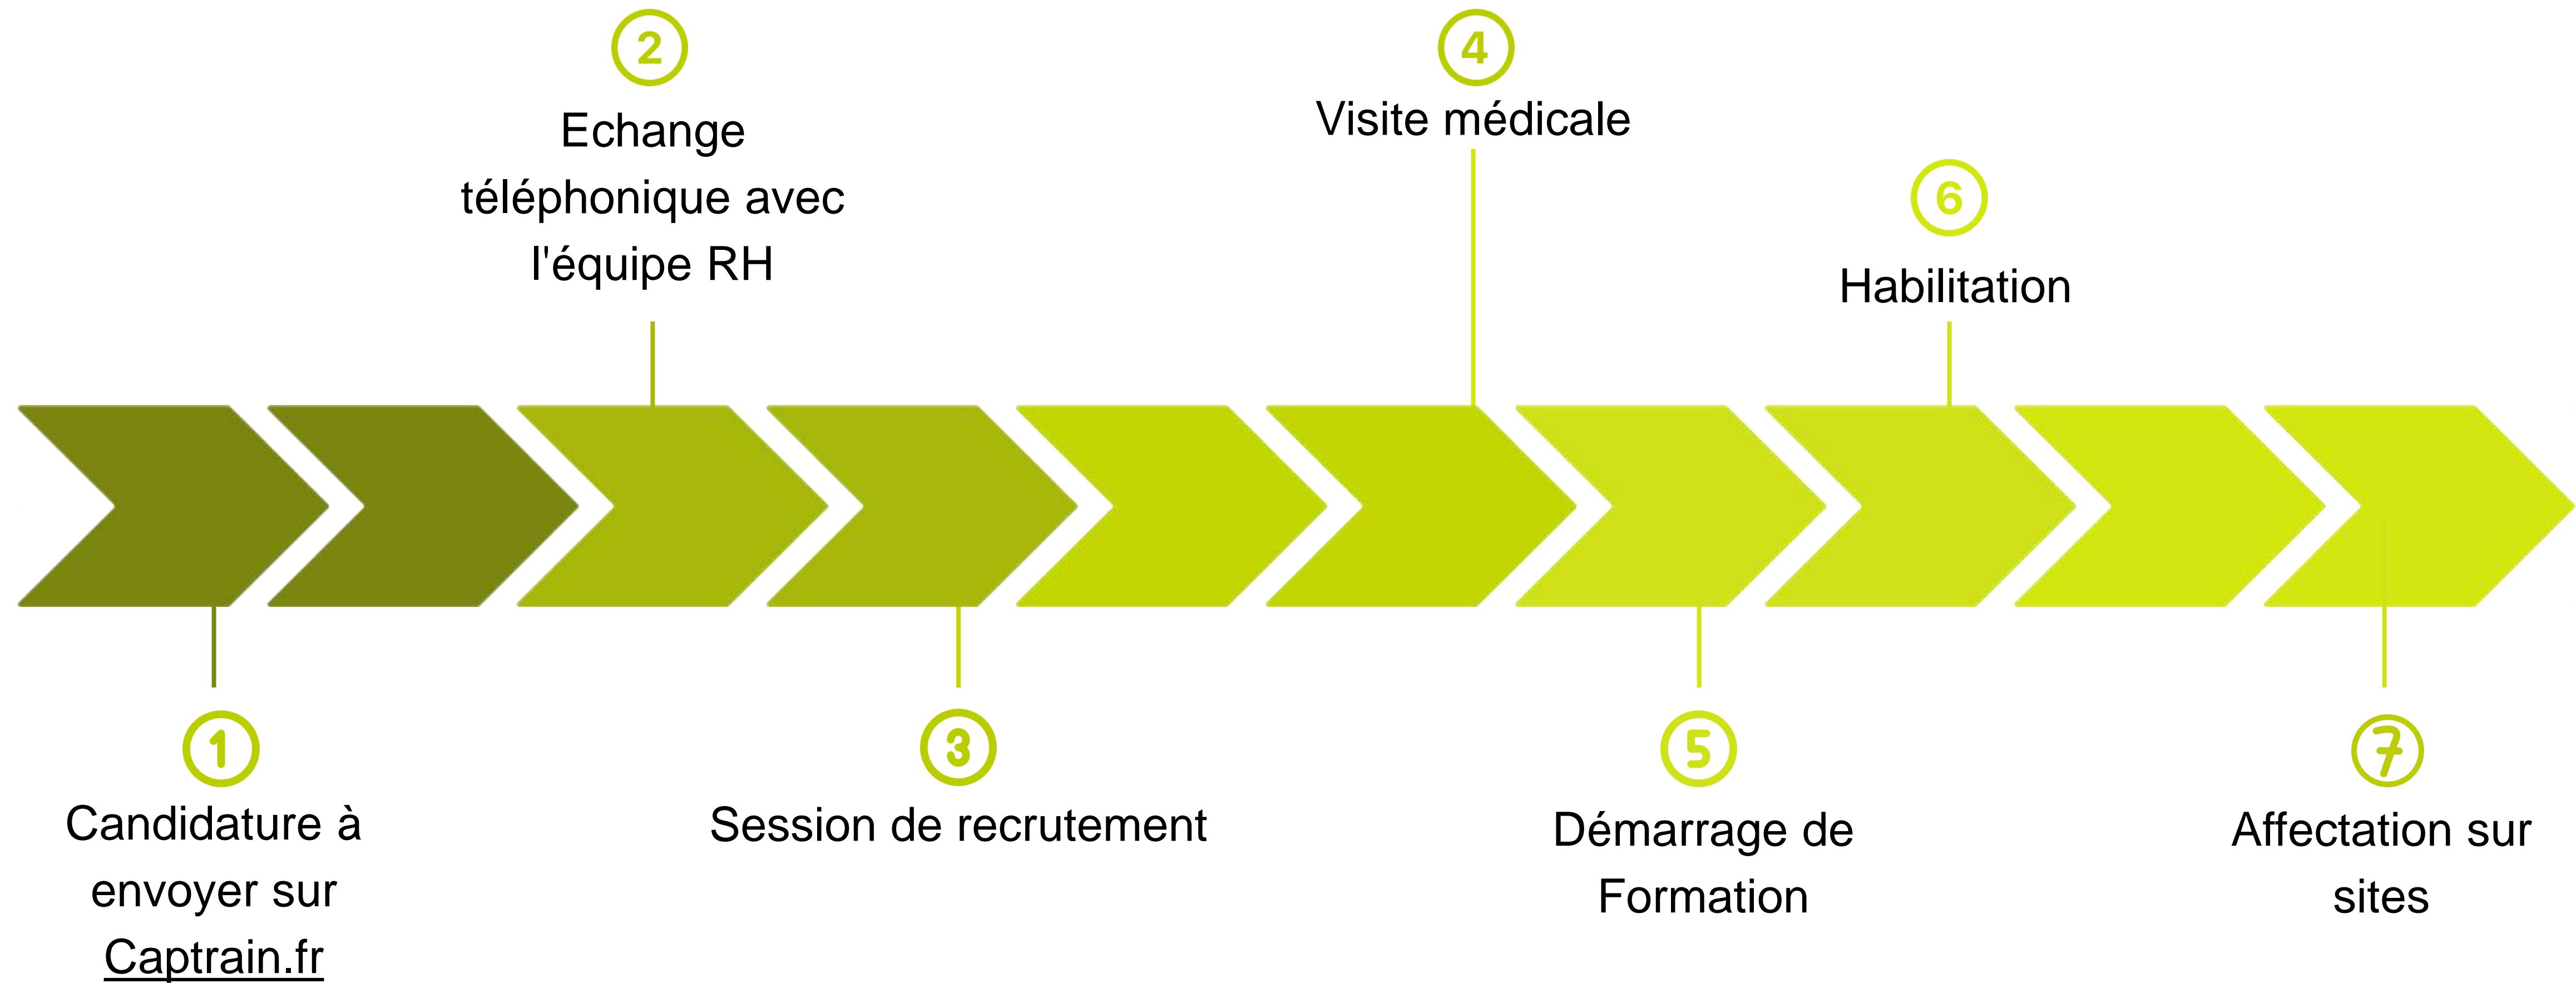 1
Candidature à
envoyer sur
Captrain.fr
2
Echange
téléphonique avec
l'équipe RH
3
Session de recrutement
4
Visite médicale
5
Démarrage de
Formation
6
Habilitation
7
Affectation sur
sites